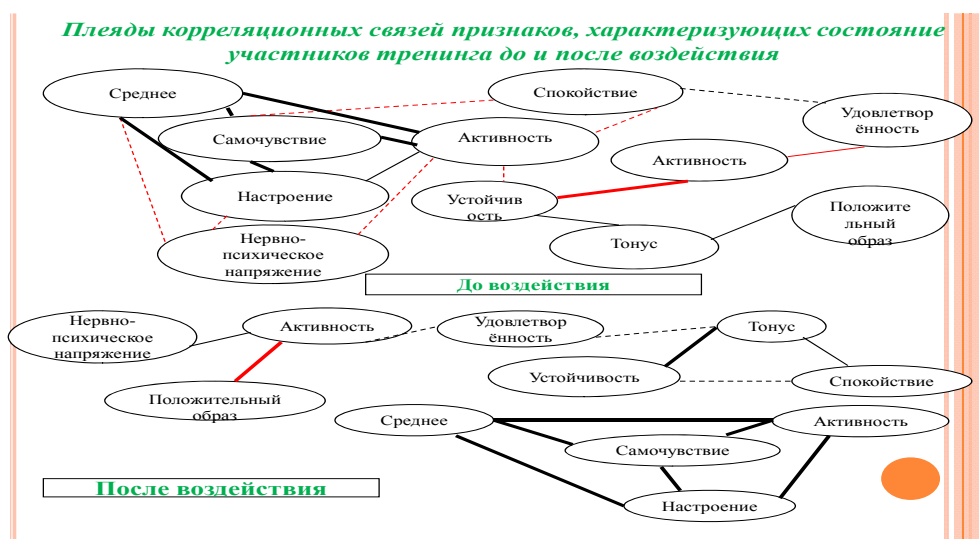 Плеяды корреляционных связей признаков, характеризующих состояние
участников тренинга до и после воздействия
Среднее
Спокойствие
Удовлетвор
ённость
Самочувствие
Активность
Активность
Настроение
Устойчив
ость
Положите
льный
образ
Нервно-
психическое
напряжение
Тонус
До воздействия
Нервно-
психическое
напряжение
Активность
Удовлетвор
ённость
Тонус
Устойчивость
Спокойствие
Положительный
образ
Среднее
Активность
Самочувствие
Настроение
После воздействия